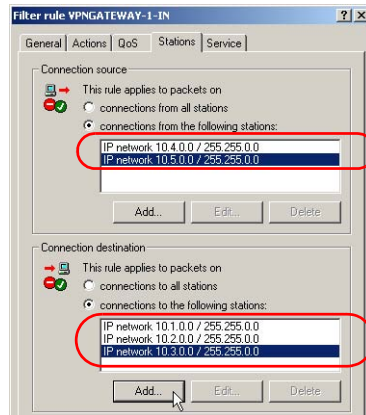 Filter rule VPNGATEWAY-1-IN
General Actions QoS Stations Service
Connection source
This rule applies to packets on
connections from all stations
connections from the following stations:
IP network 10.4.0.0 / 255.255.0.0
IP network 10.5.0.0 / 255.255.0.0
Add... Edit... Delete
Connection destination
This rule applies to packets on
connections to all stations
connections to the following stations:
IP network 10.1.0.0 / 255.255.0.0
IP network 10.2.0.0 / 255.255.0.0
IP network 10.3.0.0 / 255.255.0.0
Add... Edit... Delete